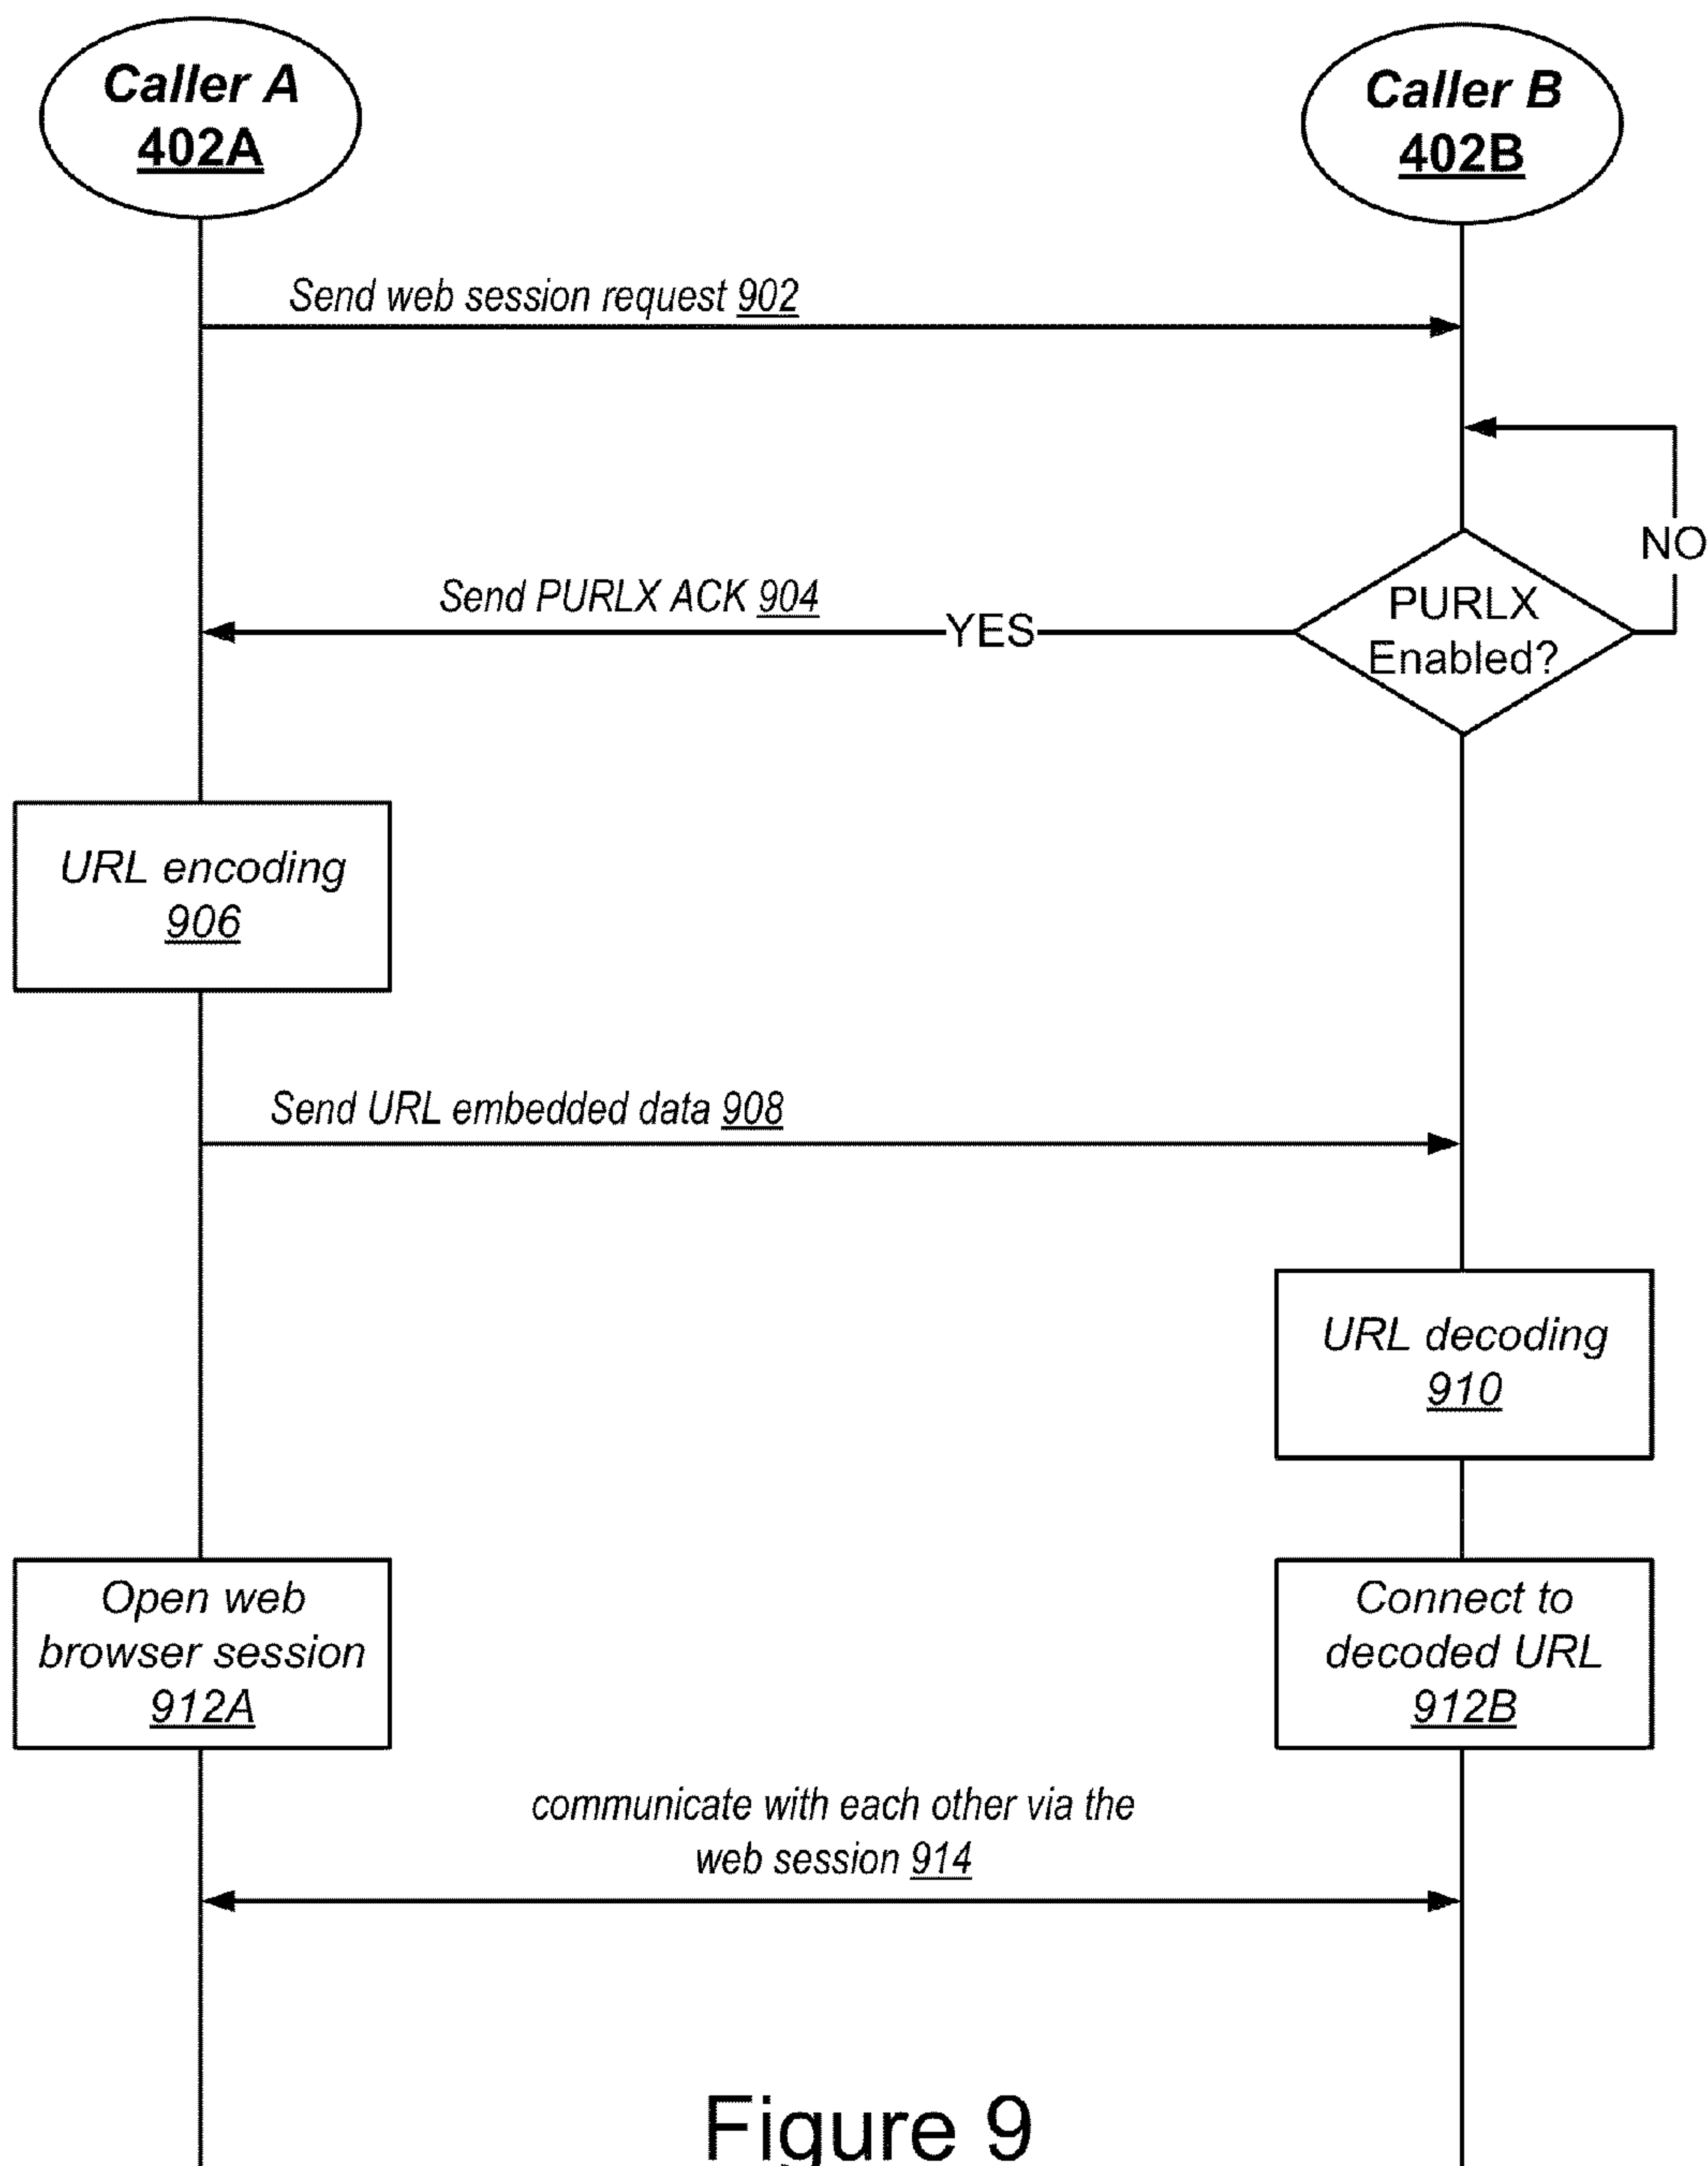 Caller A
402A
Caller B
402B
Send web session request 902
NO
PURLX
Enabled?
Send PURLX ACK 904
YES
URL encoding
906
Send URL embedded data 908
URL decoding
910
Open web
browser session
912A
Connect to
decoded URL
912B
communicate with each other via the
web session 914
Figure 9